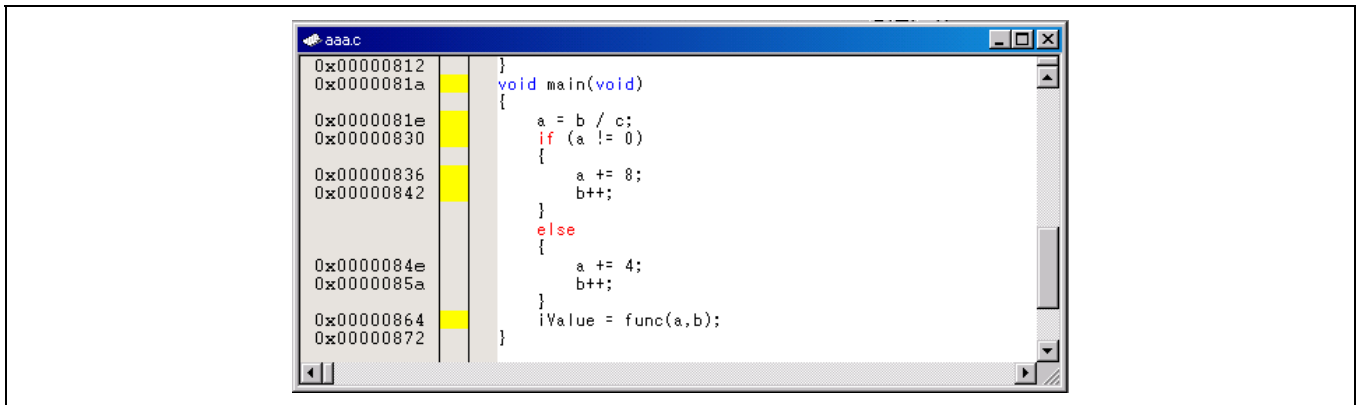 aaa.c
0x00000812 }
0x0000081a void main(void)
{
0x0000081e a = b / c;
0x00000830 if (a != 0)
{
0x00000836 a += 8;
0x00000842 b++;
}
else
{
0x0000084e a += 4;
0x0000085a b++;
}
0x00000864 iValue = func(a,b);
0x00000872 }